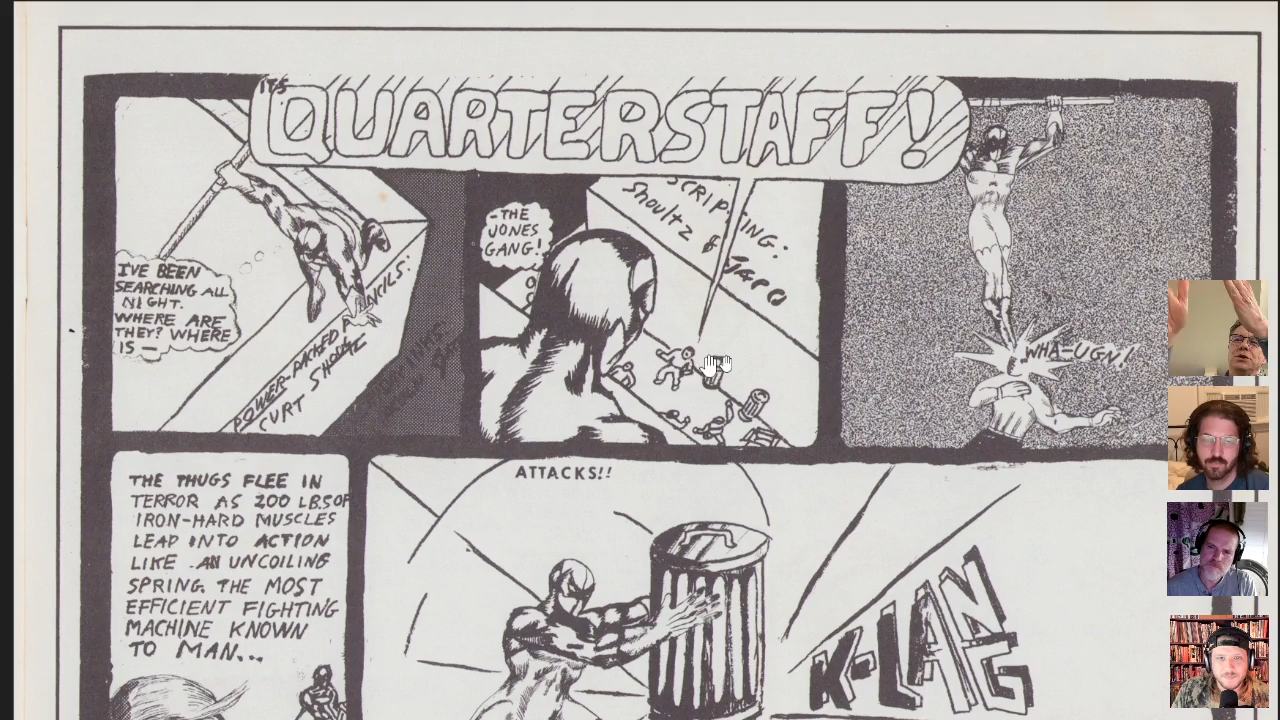 IT'S
QUARTERSTAFF!
I'VE BEEN
SEARCHING ALL
NIGHT.
WHERE ARE
THEY? WHERE
IS —
POWER-PACKED PENCILS:
CURT SHOULTZ
-THE
JONES
GANG!
SCRIPTING:
Shoultz &
WHA-UGN!
THE THUGS FLEE IN
TERROR AS 200 LBS OF
IRON-HARD MUSCLES
LEAP INTO ACTION
LIKE AN UNCOILING
SPRING. THE MOST
EFFICIENT FIGHTING
MACHINE KNOWN
TO MAN...
ATTACKS!!
K-LANG